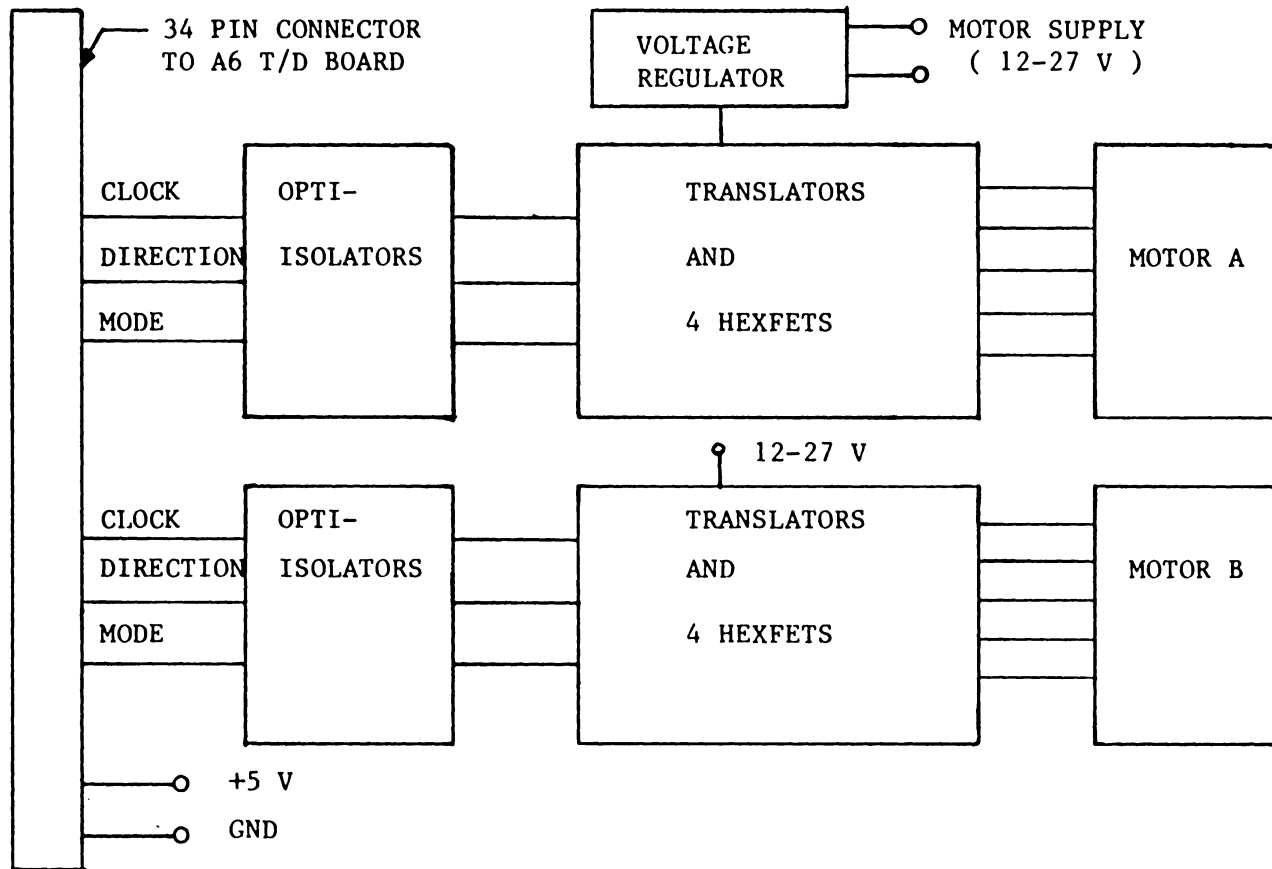 34 PIN CONNECTOR
TO A6 T/D BOARD
VOLTAGE
REGULATOR
MOTOR SUPPLY
( 12-27 V )
CLOCK
DIRECTION
MODE
OPTI-
ISOLATORS
TRANSLATORS
AND
4 HEXFETS
MOTOR A
12-27 V
CLOCK
DIRECTION
MODE
OPTI-
ISOLATORS
TRANSLATORS
AND
4 HEXFETS
MOTOR B
+5 V
GND